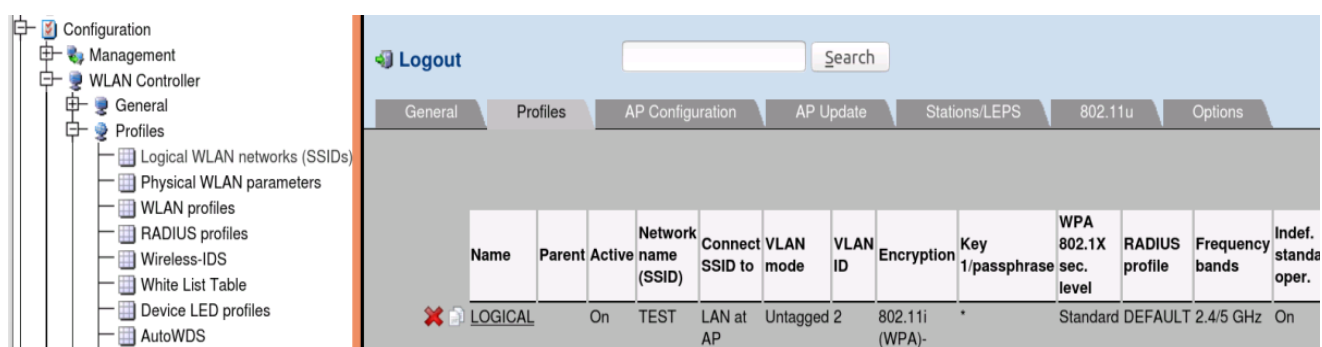 Configuration
Management
WLAN Controller
General
Profiles
Logical WLAN networks (SSIDs)
Physical WLAN parameters
WLAN profiles
RADIUS profiles
Wireless-IDS
White List Table
Device LED profiles
AutoWDS
Logout
Search
General Profiles AP Configuration AP Update Stations/LEPS 802.11u Options
Name Parent Active Network name (SSID) Connect SSID to VLAN mode VLAN ID Encryption Key 1/passphrase WPA 802.1X sec. level RADIUS profile Frequency bands Indef. standa oper.
LOGICAL On TEST LAN at AP Untagged 2 802.11i (WPA)- * Standard DEFAULT 2.4/5 GHz On